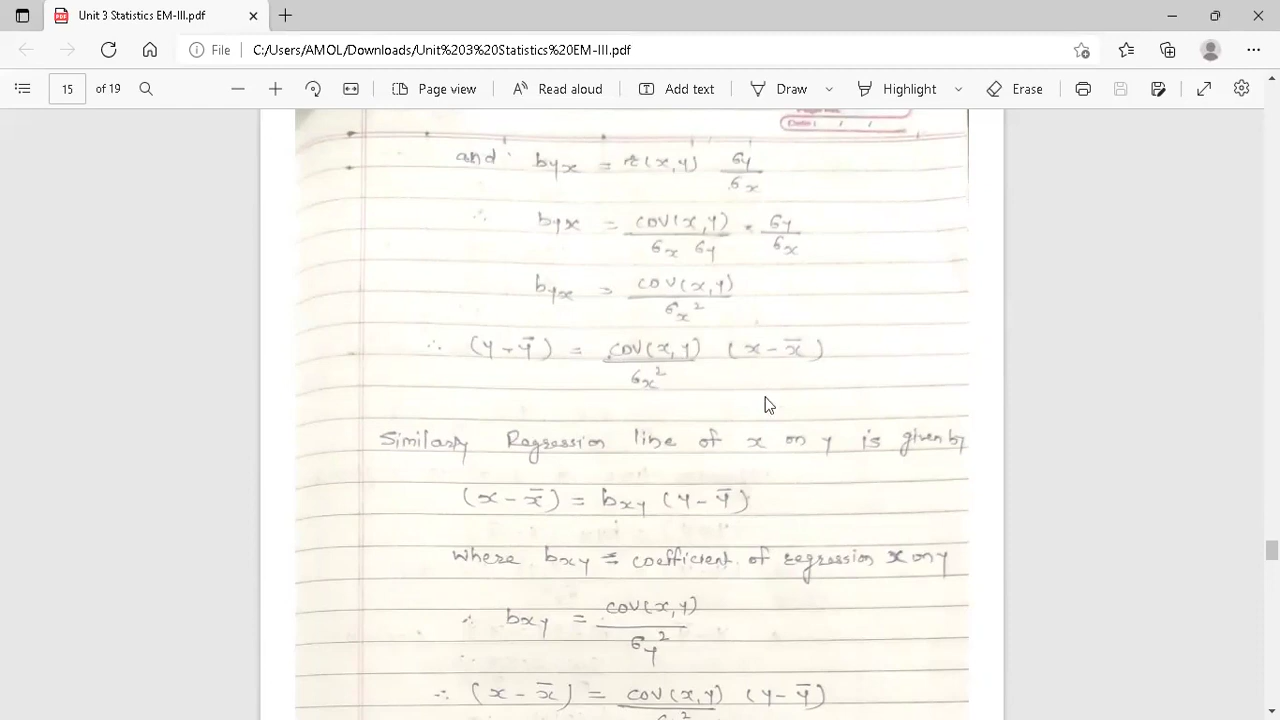 Unit 3 Statistics EM-III.pdf
File C:/Users/AMOL/Downloads/Unit%203%20Statistics%20EM-III.pdf
15 of 19 Page view Read aloud Add text Draw Highlight Erase
Date : / /
and byx = r(x,y) σy/σx
∴ byx = cov(x,y)/σx σy · σy/σx
byx = cov(x,y)/σx²
∴ (y - ȳ) = cov(x,y)/σx² (x - x̄)
Similarly Regression line of x on y is given by
(x - x̄) = bxy (y - ȳ)
where bxy = coefficient of regression x on y
∴ bxy = cov(x,y)/σy²
∴ (x - x̄) = cov(x,y)/σy² (y - ȳ)